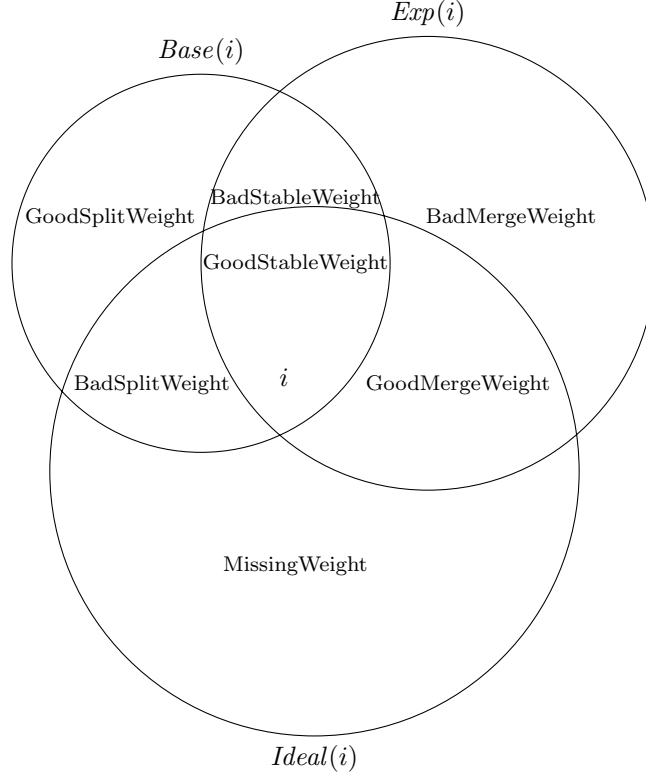 Exp(i)
Base(i)
BadStableWeight
GoodSplitWeight
BadMergeWeight
GoodStableWeight
i
BadSplitWeight
GoodMergeWeight
MissingWeight
Ideal(i)